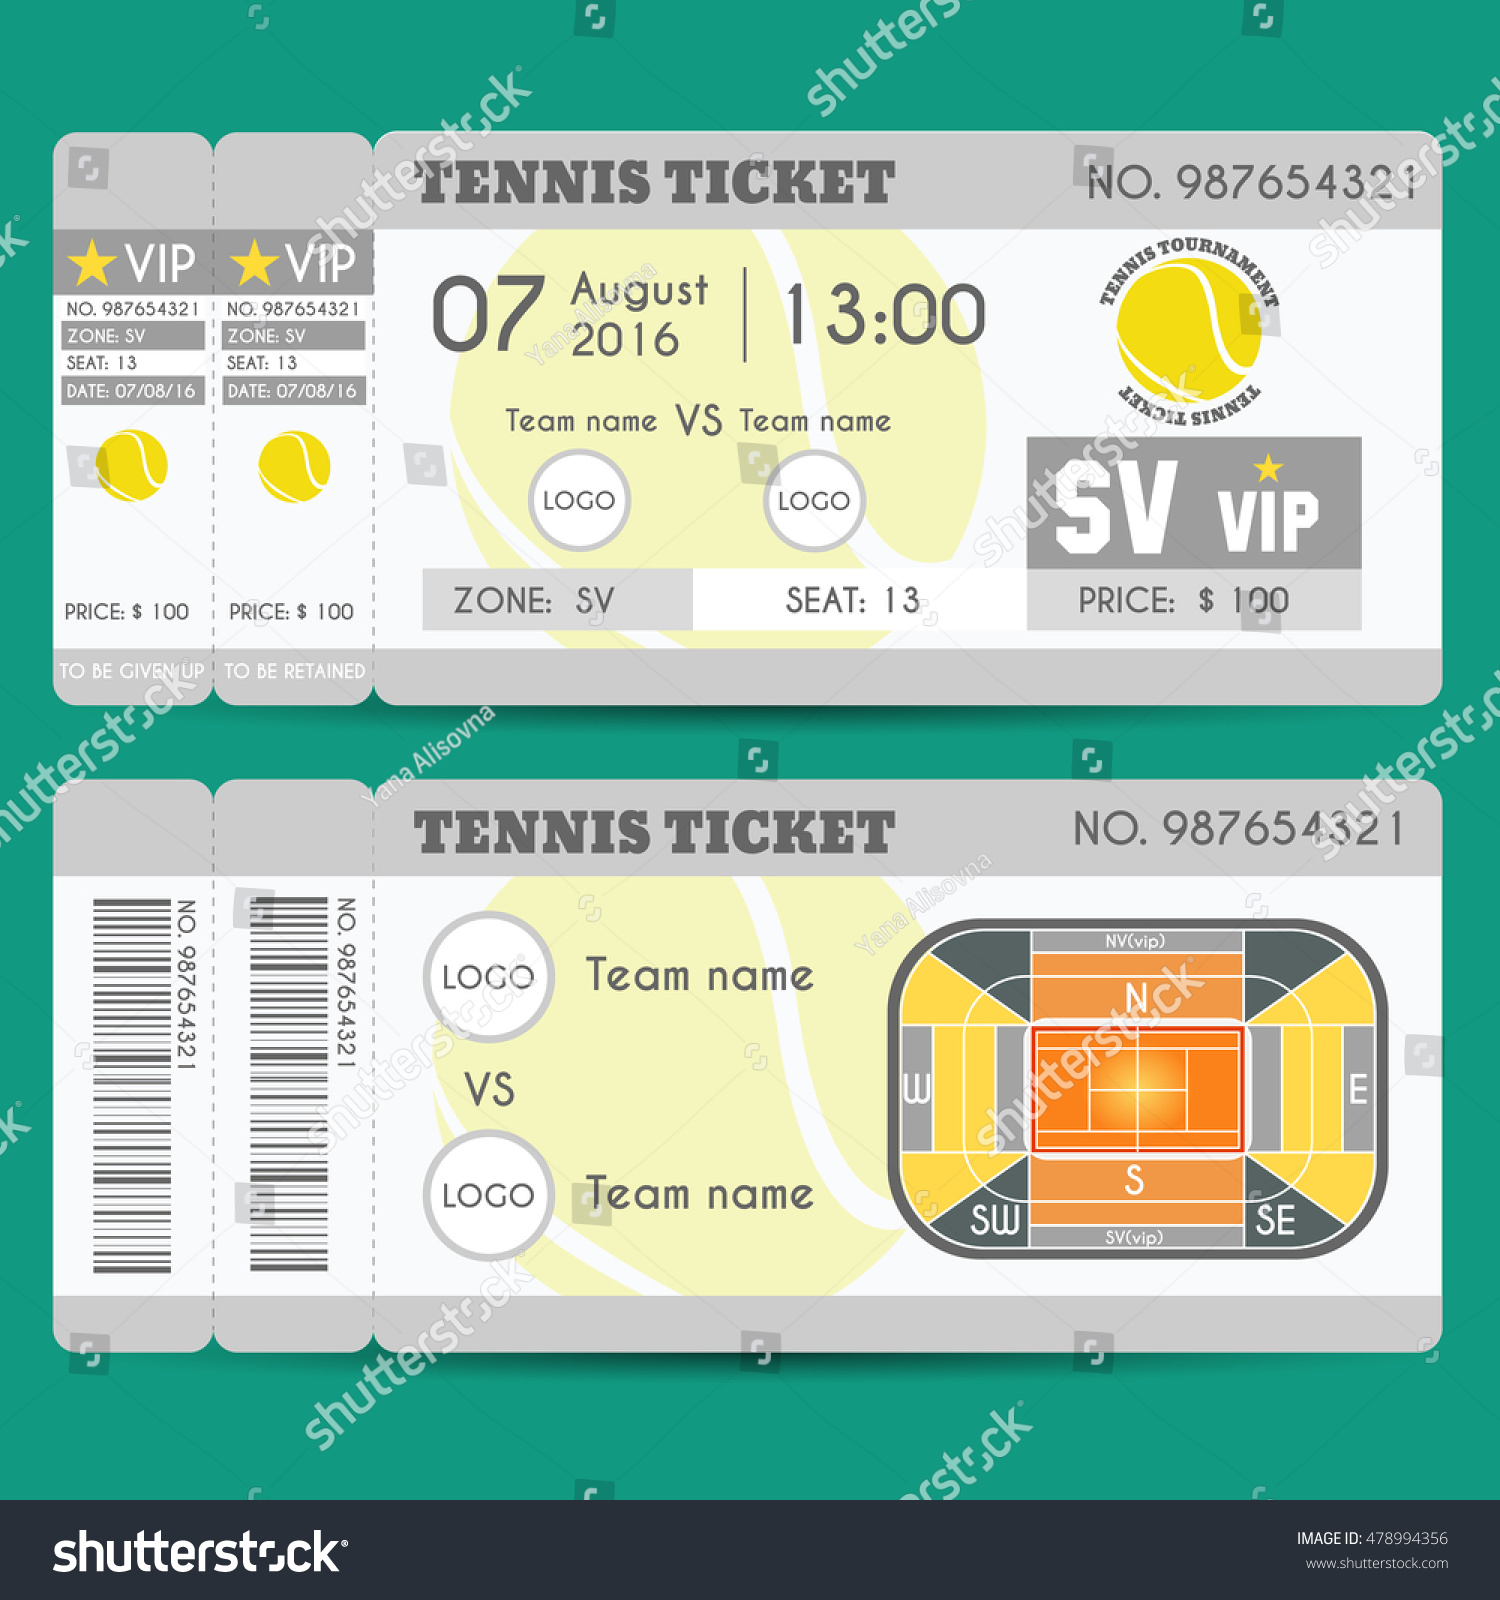 TENNIS TICKET
NO. 987654321
VIP
NO. 987654321
ZONE: SV
SEAT: 13
DATE: 07/08/16
PRICE: $ 100
TO BE GIVEN UP
VIP
NO. 987654321
ZONE: SV
SEAT: 13
DATE: 07/08/16
PRICE: $ 100
TO BE RETAINED
07 August 2016 13:00
Team name VS Team name
LOGO LOGO
ZONE: SV SEAT: 13
TENNIS TOURNAMENT
TENNIS TICKET
SV VIP
PRICE: $ 100
TENNIS TICKET
NO. 987654321
NO. 987654321
NO. 987654321
LOGO Team name
VS
LOGO Team name
NV(vip)
N
W
E
S
SW
SE
SV(vip)
shutterstock
Yana Alisovna
shutterstock
IMAGE ID: 478994356
www.shutterstock.com